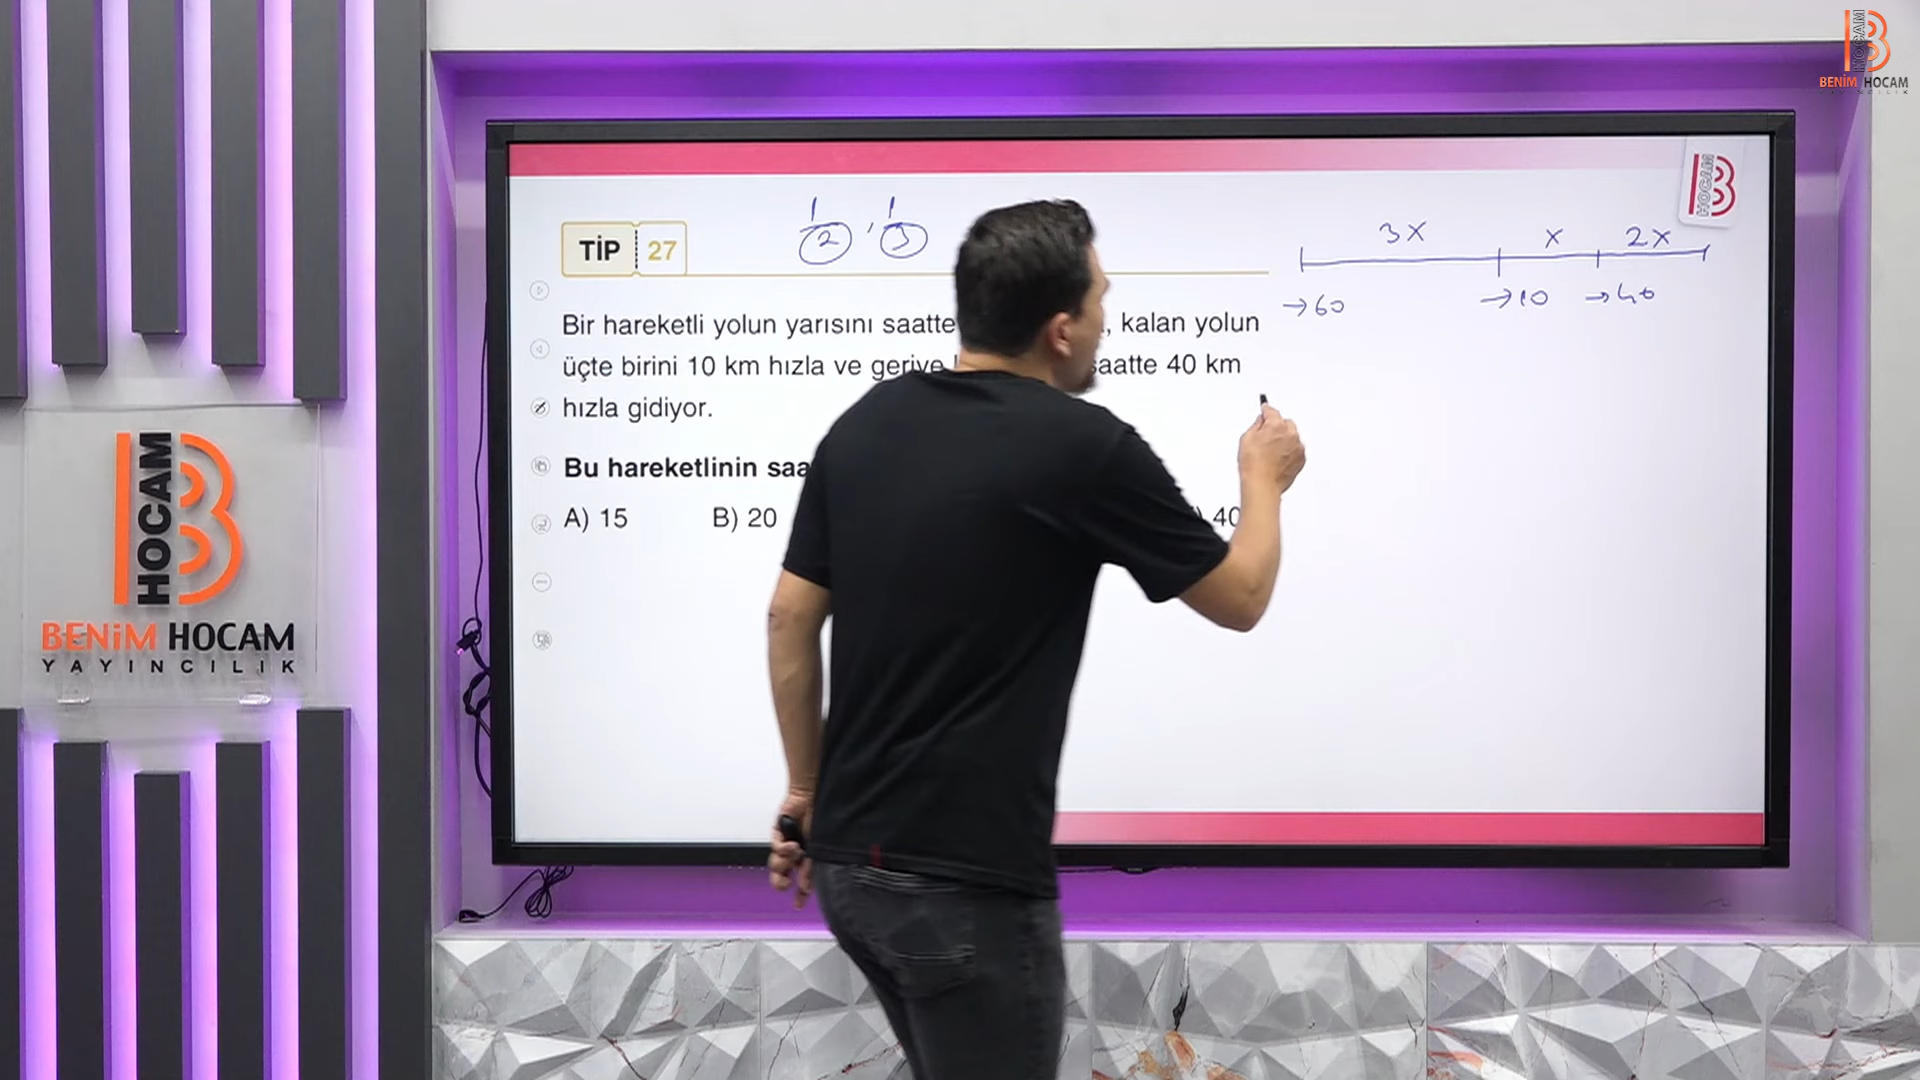 BENİM HOCAM
YAYINCILIK
HOCAM
TİP 27
1/2, 1/3
3x x 2x
→60 →10 →40
Bir hareketli yolun yarısını saatte , kalan yolun
üçte birini 10 km hızla ve geriye saatte 40 km
hızla gidiyor.
Bu hareketlinin
A) 15 B) 20 40
HOCAM
BENİM HOCAM
YAYINCILIK